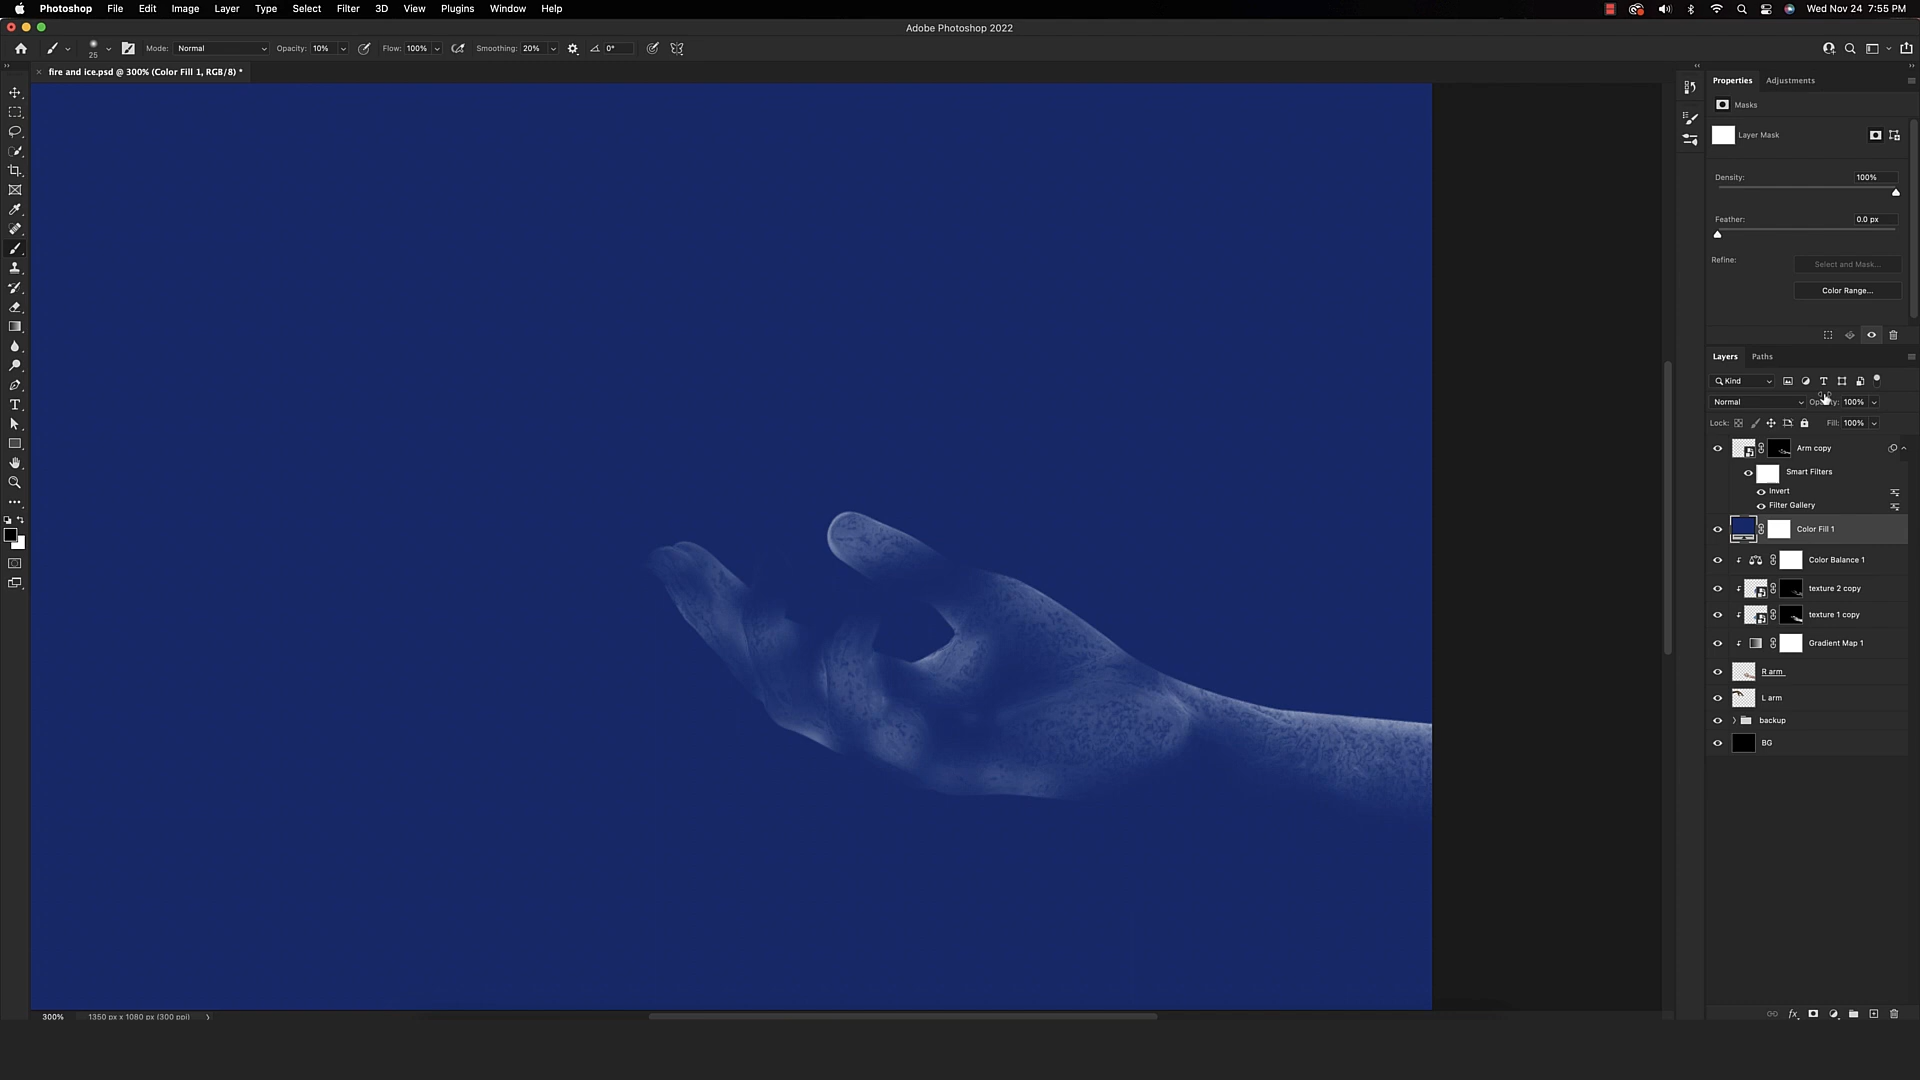 Photoshop File Edit Image Layer Type Select Filter 3D View Plugins Window Help Wed Nov 24 7:55 PM
Adobe Photoshop 2022
25 Mode: Normal Opacity: 10% Flow: 100% Smoothing: 20% 0°
fire and ice.psd @ 300% (Color Fill 1, RGB/8) *
Properties Adjustments
Masks
Layer Mask
Density: 100%
Feather: 0.0 px
Refine: Select and Mask...
Color Range...
Layers Paths
Kind
Normal Opacity: 100%
Lock: Fill: 100%
Arm copy
Smart Filters
Invert
Filter Gallery
Color Fill 1
Color Balance 1
texture 2 copy
texture 1 copy
Gradient Map 1
R arm
L arm
backup
BG
300% 1350 px x 1080 px (300 ppi)